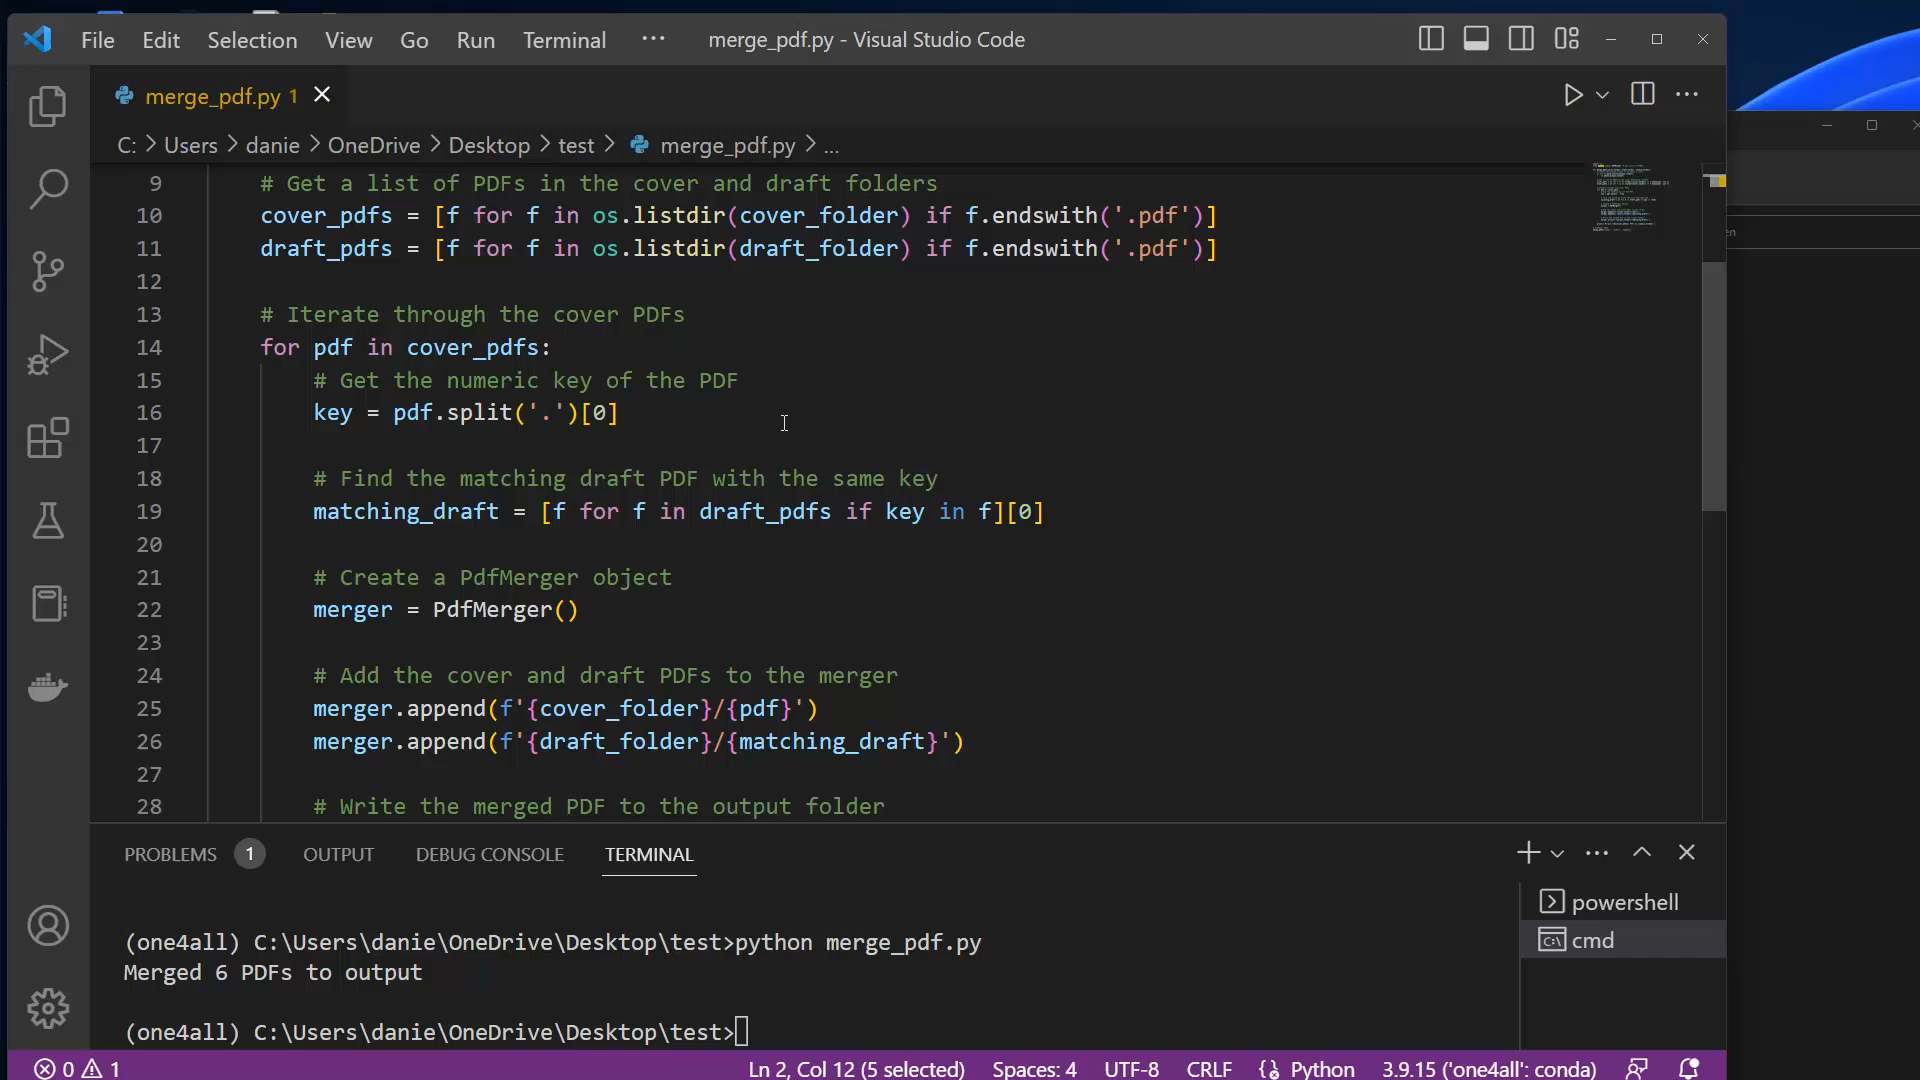 File Edit Selection View Go Run Terminal ··· merge_pdf.py - Visual Studio Code
merge_pdf.py 1
C: > Users > danie > OneDrive > Desktop > test > merge_pdf.py > ...
9 # Get a list of PDFs in the cover and draft folders
10 cover_pdfs = [f for f in os.listdir(cover_folder) if f.endswith('.pdf')]
11 draft_pdfs = [f for f in os.listdir(draft_folder) if f.endswith('.pdf')]
12
13 # Iterate through the cover PDFs
14 for pdf in cover_pdfs:
15 # Get the numeric key of the PDF
16 key = pdf.split('.')[0]
17
18 # Find the matching draft PDF with the same key
19 matching_draft = [f for f in draft_pdfs if key in f][0]
20
21 # Create a PdfMerger object
22 merger = PdfMerger()
23
24 # Add the cover and draft PDFs to the merger
25 merger.append(f'{cover_folder}/{pdf}')
26 merger.append(f'{draft_folder}/{matching_draft}')
27
28 # Write the merged PDF to the output folder
PROBLEMS 1 OUTPUT DEBUG CONSOLE TERMINAL
powershell
cmd
(one4all) C:\Users\danie\OneDrive\Desktop\test>python merge_pdf.py
Merged 6 PDFs to output
(one4all) C:\Users\danie\OneDrive\Desktop\test>
0 1 Ln 2, Col 12 (5 selected) Spaces: 4 UTF-8 CRLF Python 3.9.15 ('one4all': conda)